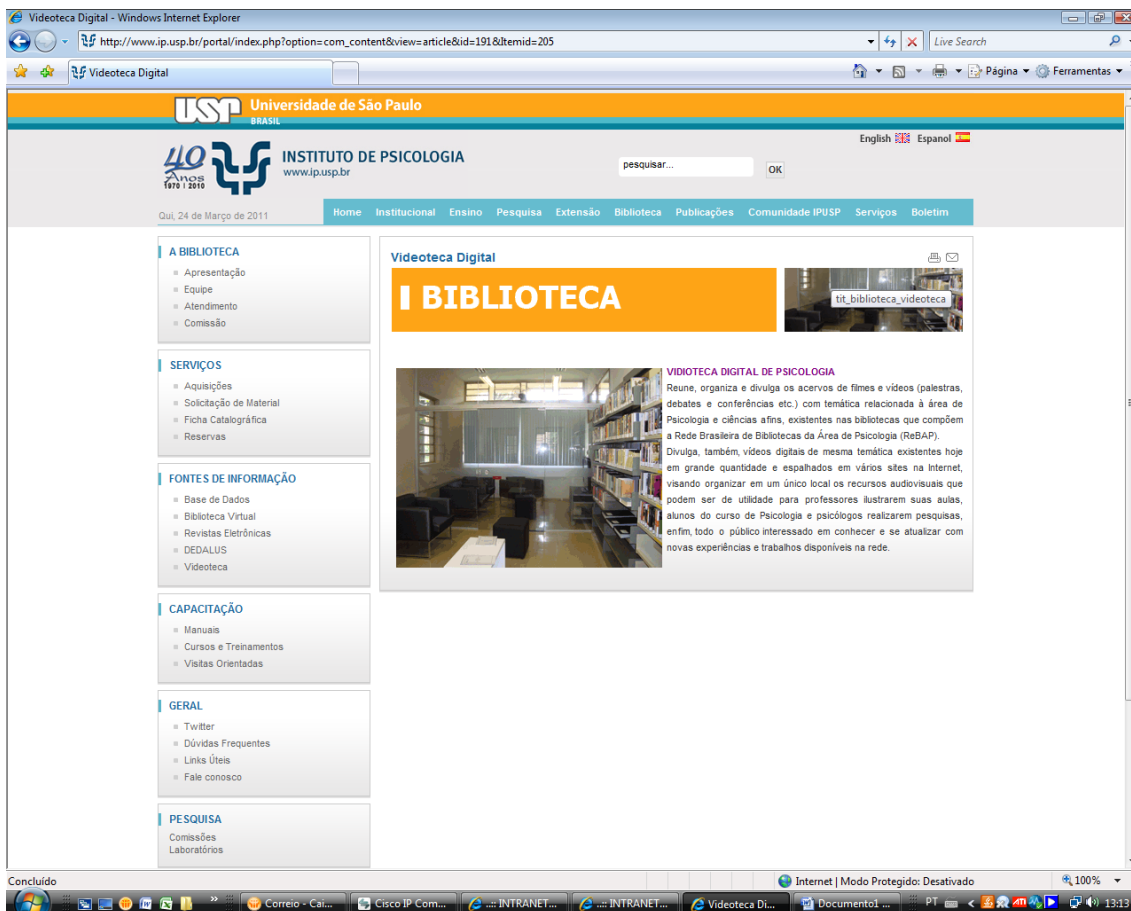 Videoteca Digital - Windows Internet Explorer
http://www.ip.usp.br/portal/index.php?option=com_content&view=article&id=191&Itemid=205
Live Search
Videoteca Digital
Página
Ferramentas
USP Universidade de São Paulo
BRASIL
English Espanol
40 Anos
1970 | 2010
INSTITUTO DE PSICOLOGIA
www.ip.usp.br
pesquisar...
OK
Qui, 24 de Março de 2011
Home Institucional Ensino Pesquisa Extensão Biblioteca Publicações Comunidade IPUSP Serviços Boletim
A BIBLIOTECA
Apresentação
Equipe
Atendimento
Comissão
SERVIÇOS
Aquisições
Solicitação de Material
Ficha Catalográfica
Reservas
FONTES DE INFORMAÇÃO
Base de Dados
Biblioteca Virtual
Revistas Eletrônicas
DEDALUS
Videoteca
CAPACITAÇÃO
Manuais
Cursos e Treinamentos
Visitas Orientadas
GERAL
Twitter
Dúvidas Frequentes
Links Úteis
Fale conosco
PESQUISA
Comissões
Laboratórios
Videoteca Digital
BIBLIOTECA
tit_biblioteca_videoteca
VIDIOTECA DIGITAL DE PSICOLOGIA
Reune, organiza e divulga os acervos de filmes e vídeos (palestras,
debates e conferências etc.) com temática relacionada à área de
Psicologia e ciências afins, existentes nas bibliotecas que compõem
a Rede Brasileira de Bibliotecas da Área de Psicologia (ReBAP).
Divulga, também, vídeos digitais de mesma temática existentes hoje
em grande quantidade e espalhados em vários sites na Internet,
visando organizar em um único local os recursos audiovisuais que
podem ser de utilidade para professores ilustrarem suas aulas,
alunos do curso de Psicologia e psicólogos realizarem pesquisas,
enfim, todo o público interessado em conhecer e se atualizar com
novas experiências e trabalhos disponíveis na rede.
Concluído
Internet | Modo Protegido: Desativado
100%
Correio - Cai...
Cisco IP Com...
..:: INTRANET...
..:: INTRANET...
Videoteca Di...
Documento1 ...
PT
13:13